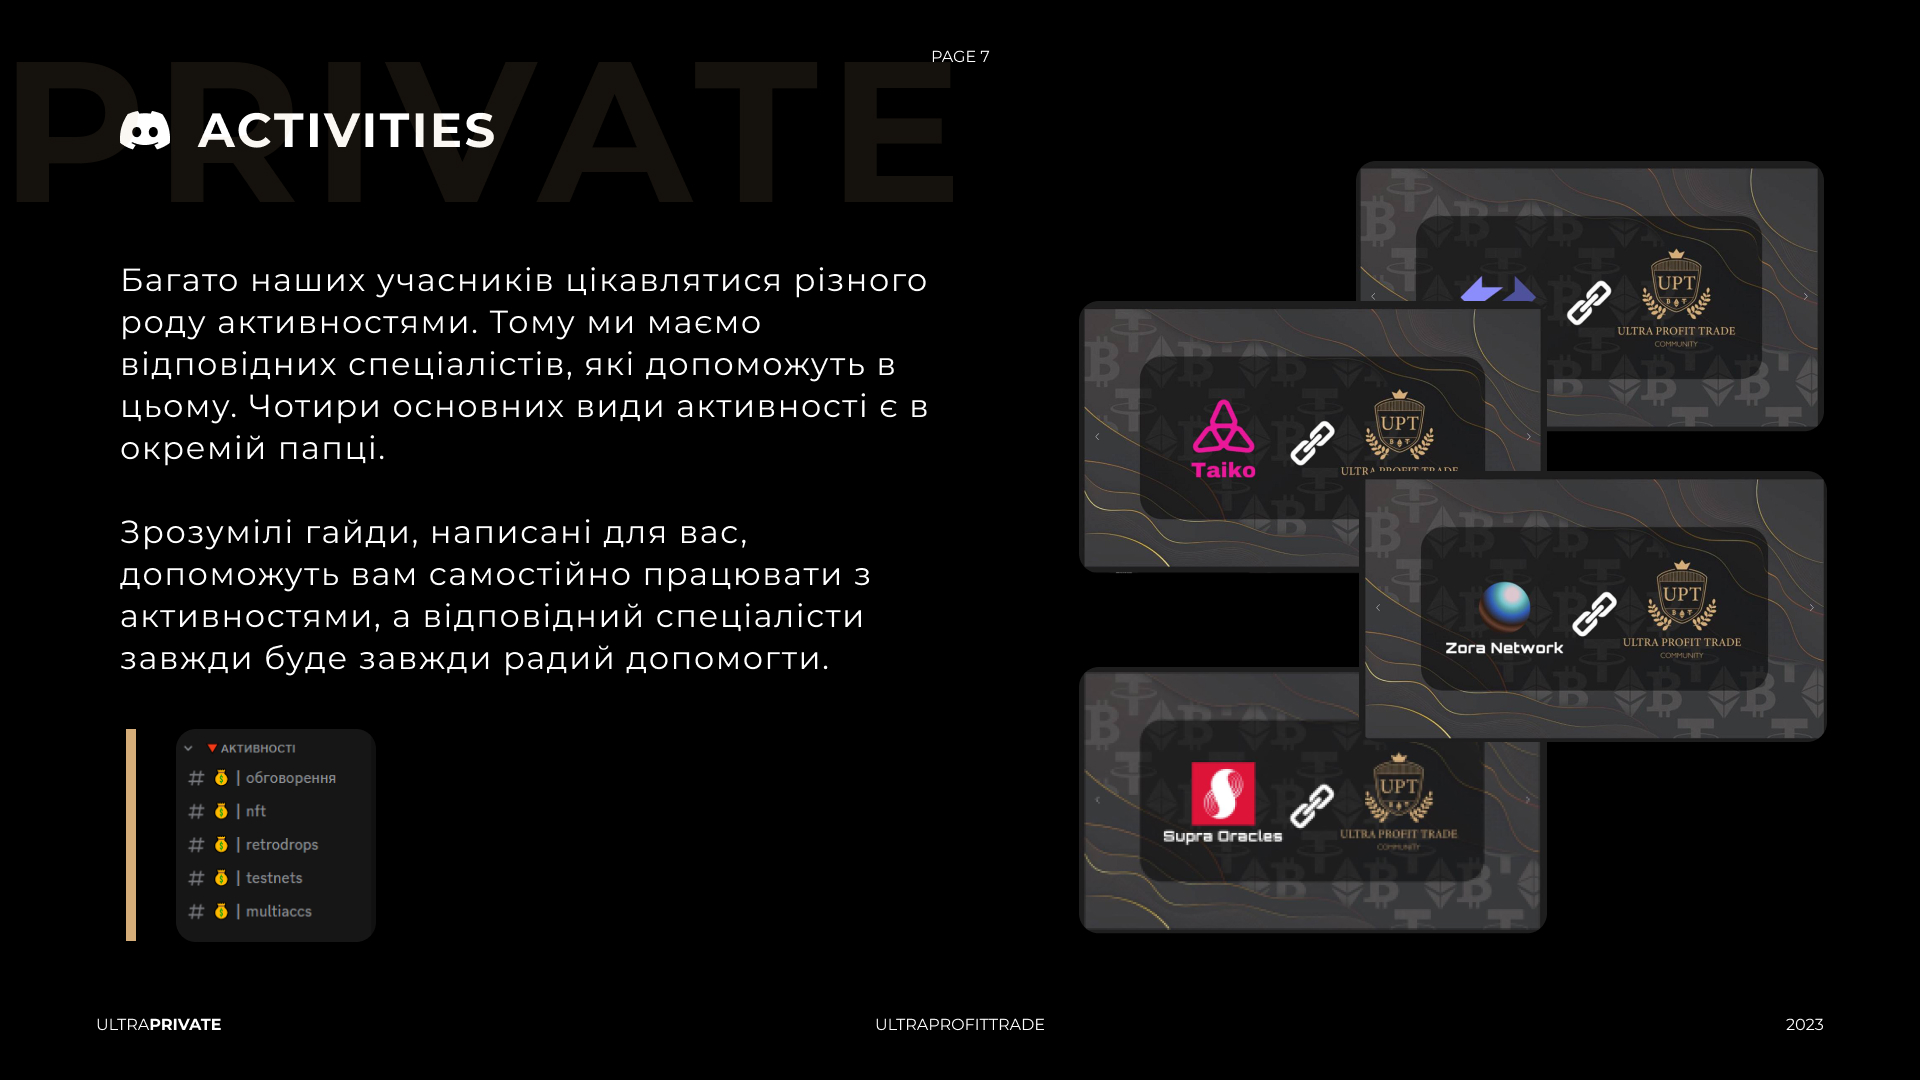 PAGE 7
PRIVATE
ACTIVITIES
Багато наших учасників цікавлятися різного
роду активностями. Тому ми маємо
відповідних спеціалістів, які допоможуть в
цьому. Чотири основних види активності є в
окремій папці.
Зрозумілі гайди, написані для вас,
допоможуть вам самостійно працювати з
активностями, а відповідний спеціалісти
завжди буде завжди радий допомогти.
АКТИВНОСТІ
# | обговорення
# | nft
# | retrodrops
# | testnets
# | multiaccs
UPT
ULTRA PROFIT TRADE
COMMUNITY
Taiko
UPT
ULTRA PROFIT TRADE
Zora Network
UPT
ULTRA PROFIT TRADE
COMMUNITY
Supra Oracles
UPT
ULTRA PROFIT TRADE
COMMUNITY
ULTRAPRIVATE
ULTRAPROFITTRADE
2023